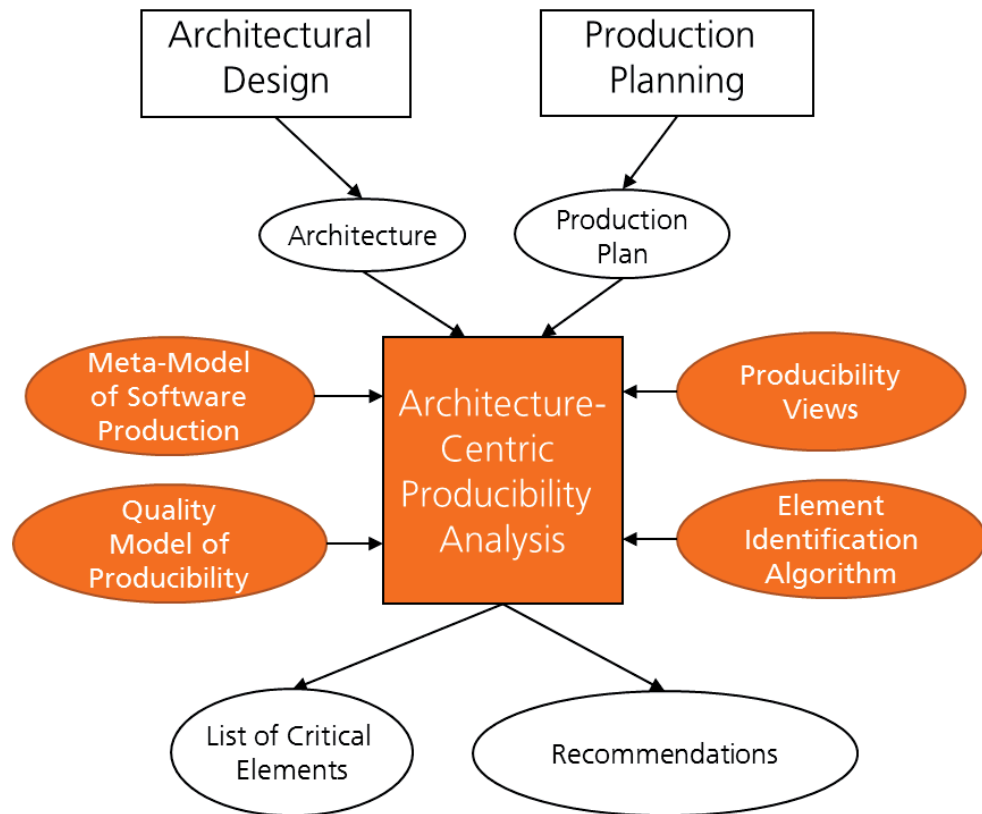 Architectural
Design
Production
Planning
Architecture
Production
Plan
Meta-Model
of Software
Production
Architecture-
Centric
Producibility
Analysis
Producibility
Views
Quality
Model of
Producibility
Element
Identification
Algorithm
List of Critical
Elements
Recommendations